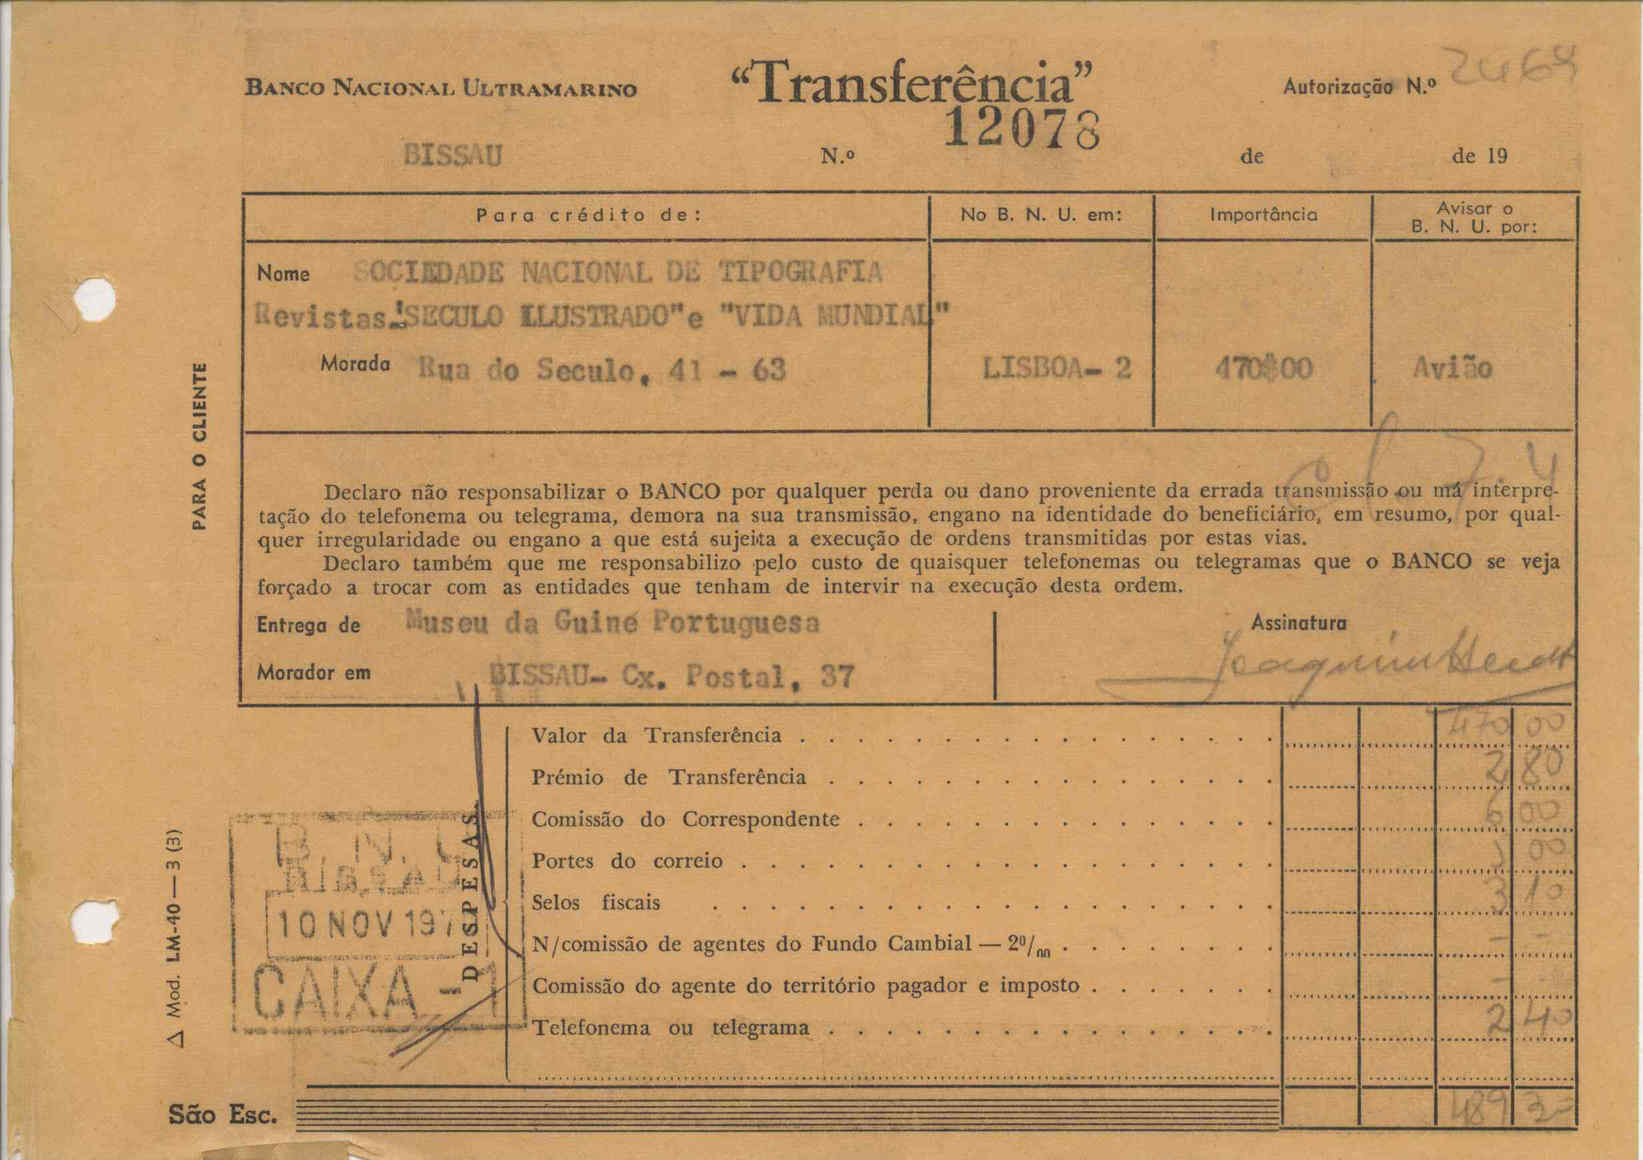 BANCO NACIONAL ULTRAMARINO
"Transferência"
Autorização N.º 2469
BISSAU
N.º 12078
de de 19
Para crédito de:
No B. N. U. em:
Importância
Avisar o
B. N. U. por:
Nome SOCIEDADE NACIONAL DE TIPOGRAFIA
Revistas "SECULO ILUSTRADO" e "VIDA MUNDIAL"
Morada Rua do Seculo, 41 - 63
LISBOA- 2
470$00
Avião
PARA O CLIENTE
Declaro não responsabilizar o BANCO por qualquer perda ou dano proveniente da errada transmissão ou má interpre-
tação do telefonema ou telegrama, demora na sua transmissão, engano na identidade do beneficiário, em resumo, por qual-
quer irregularidade ou engano a que está sujeita a execução de ordens transmitidas por estas vias.
Declaro também que me responsabilizo pelo custo de quaisquer telefonemas ou telegramas que o BANCO se veja
forçado a trocar com as entidades que tenham de intervir na execução desta ordem.
Entrega de Museu da Guiné Portuguesa
Assinatura
Morador em BISSAU- Cx. Postal, 37
DESPESAS
Valor da Transferência 470 00
Prémio de Transferência 2 80
Comissão do Correspondente 6 00
Portes do correio 00
Selos fiscais 3 10
N/comissão de agentes do Fundo Cambial — 2º/oo - -
Comissão do agente do território pagador e imposto -
Telefonema ou telegrama 2 40
B. N. U
BISSAU
10 NOV 197
CAIXA - 1
Δ Mod. LM-40—3 (3)
São Esc. 489